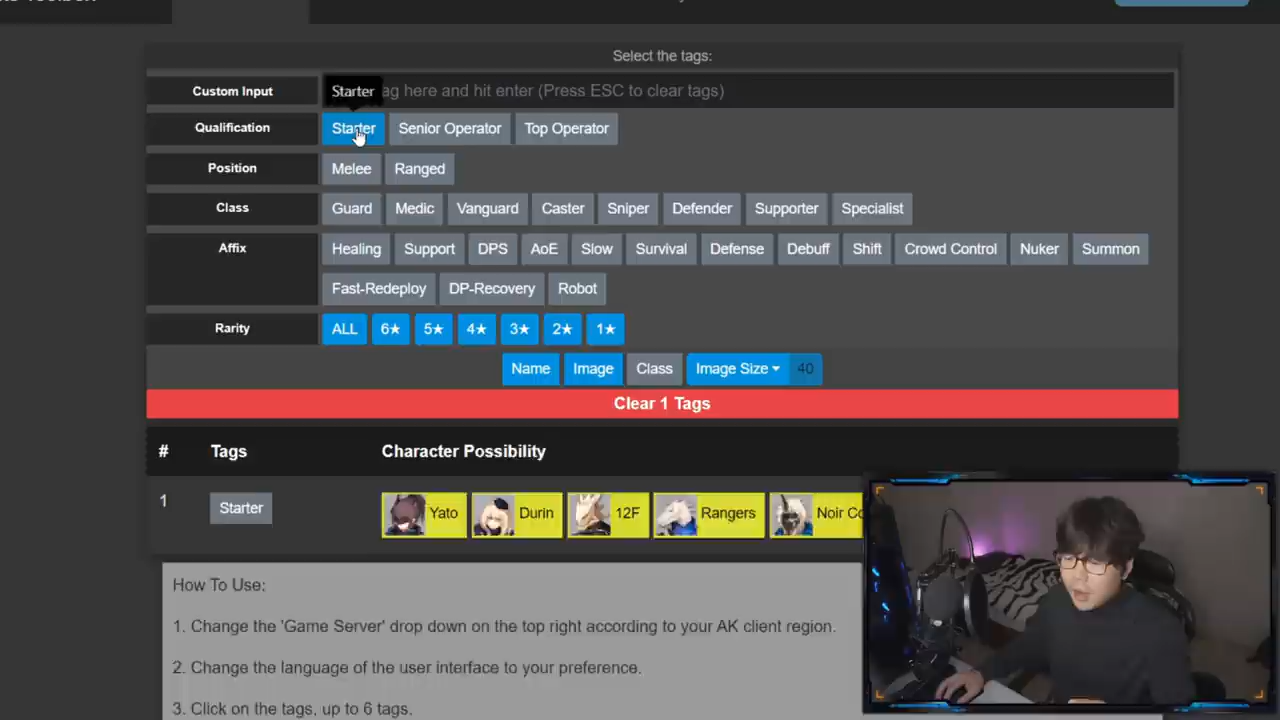 Select the tags:
Custom Input
Starter
ag here and hit enter (Press ESC to clear tags)
Qualification
Starter
Senior Operator
Top Operator
Position
Melee
Ranged
Class
Guard
Medic
Vanguard
Caster
Sniper
Defender
Supporter
Specialist
Affix
Healing
Support
DPS
AoE
Slow
Survival
Defense
Debuff
Shift
Crowd Control
Nuker
Summon
Fast-Redeploy
DP-Recovery
Robot
Rarity
ALL
6★
5★
4★
3★
2★
1★
Name
Image
Class
Image Size
40
Clear 1 Tags
# Tags Character Possibility
1
Starter
Yato
Durin
12F
Rangers
Noir Co
How To Use:
1. Change the 'Game Server' drop down on the top right according to your AK client region.
2. Change the language of the user interface to your preference.
3. Click on the tags, up to 6 tags.